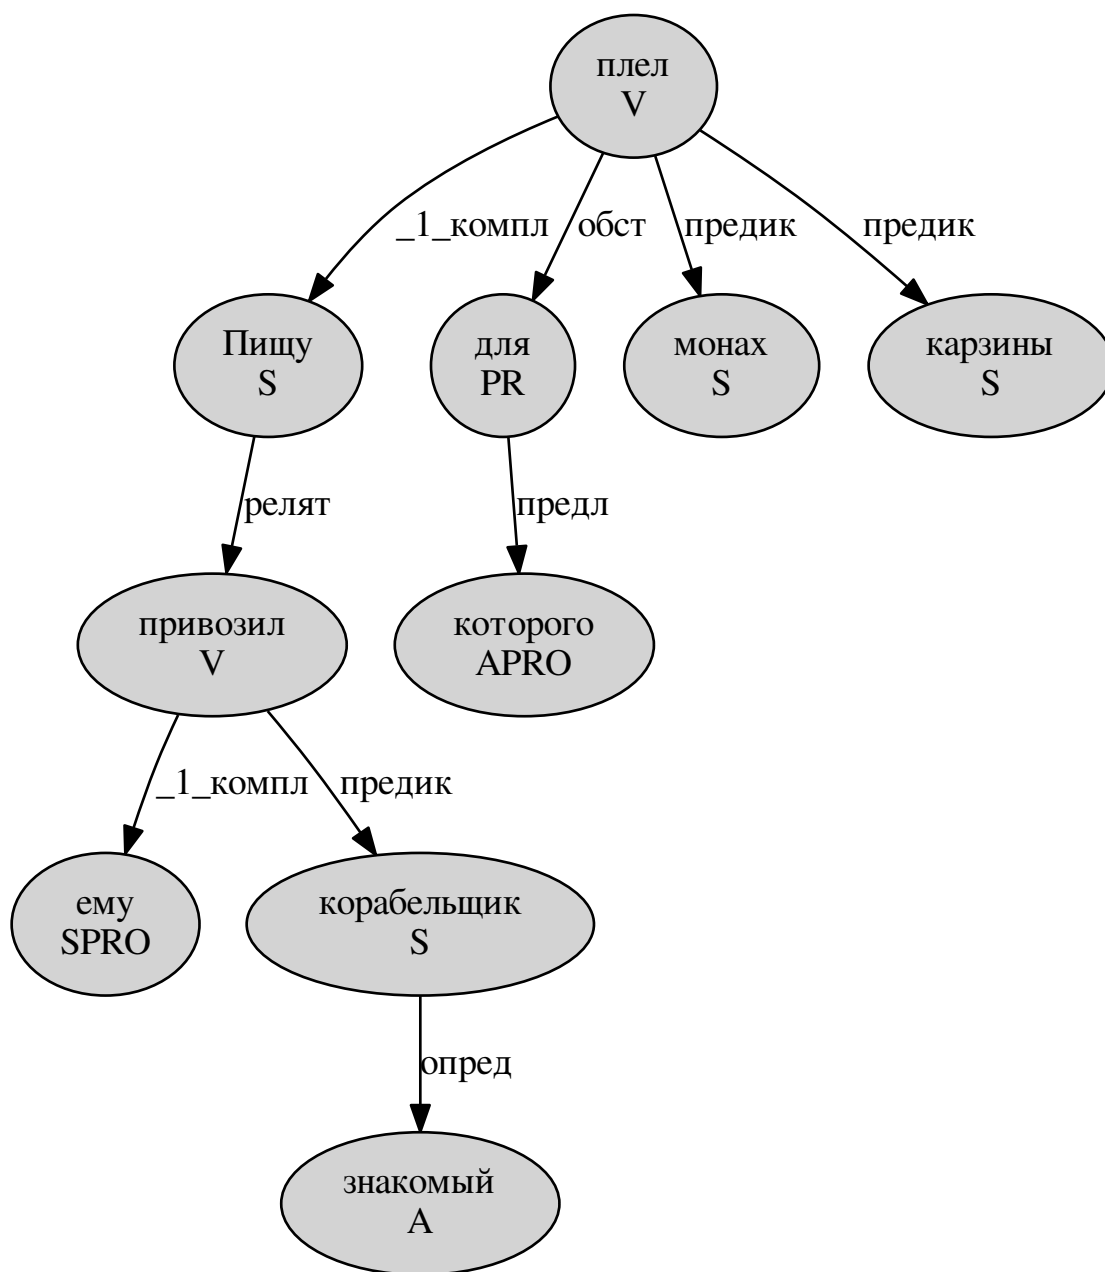 плел
V
_1_компл
обст
предик
предик
Пищу
S
для
PR
монах
S
карзины
S
релят
предл
привозил
V
которого
APRO
_1_компл
предик
ему
SPRO
корабельщик
S
опред
знакомый
A